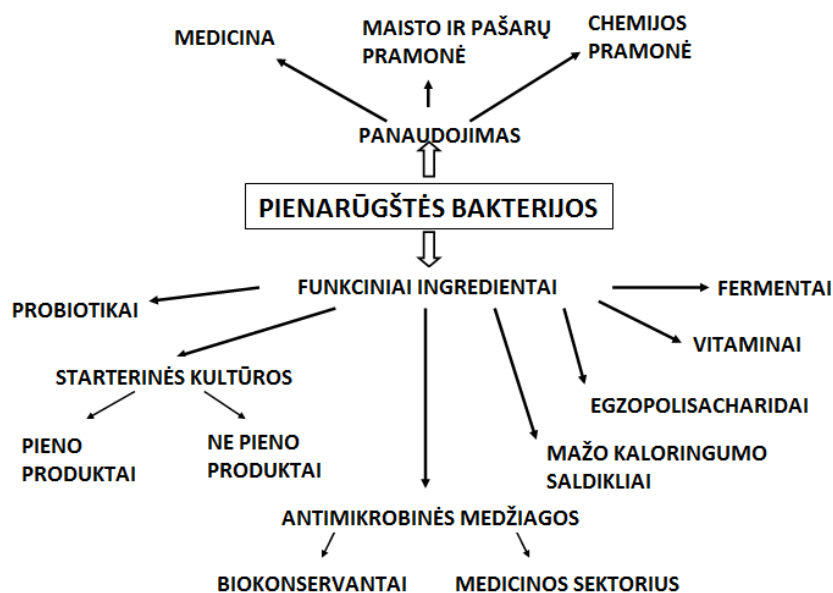 MEDICINA
MAISTO IR PAŠARŲ
PRAMONĖ
CHEMIJOS
PRAMONĖ
PANAUDOJIMAS
PIENARŪGŠTĖS BAKTERIJOS
FUNKCINIAI INGREDIENTAI
FERMENTAI
PROBIOTIKAI
VITAMINAI
STARTERINĖS KULTŪROS
EGZOPOLISACHARIDAI
PIENO
PRODUKTAI
NE PIENO
PRODUKTAI
MAŽO KALORINGUMO
SALDIKLIAI
ANTIMIKROBINĖS MEDŽIAGOS
BIOKONSERVANTAI
MEDICINOS SEKTORIUS